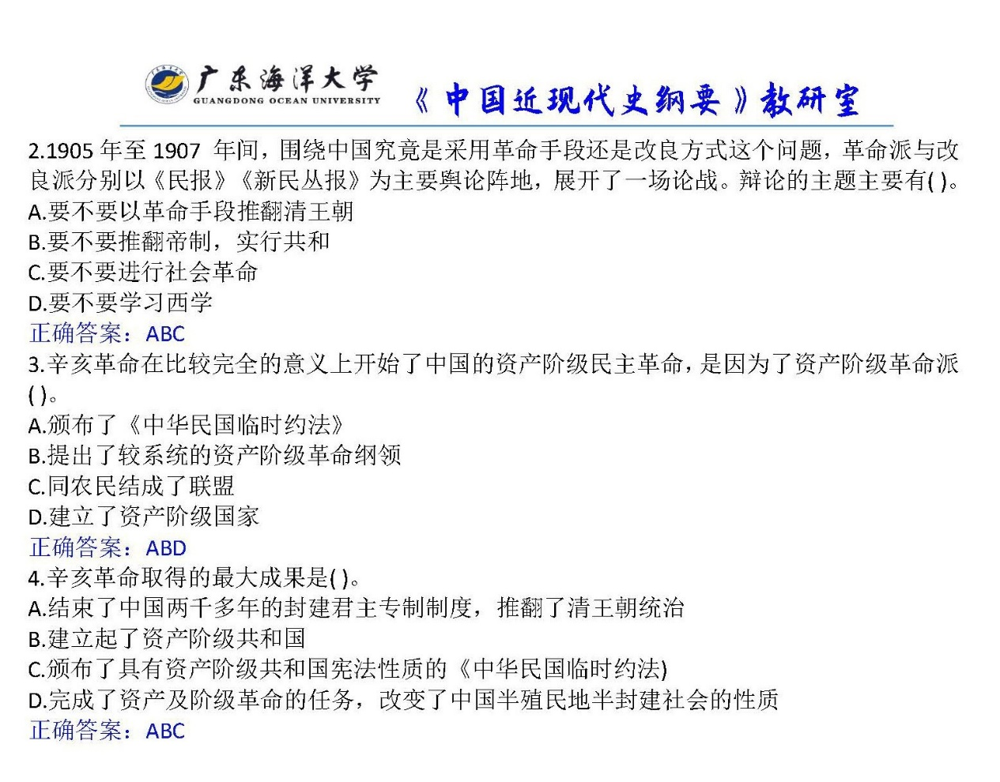 广东海洋大学
GUANGDONG OCEAN UNIVERSITY
《中国近现代史纲要》教研室
2.1905 年至 1907 年间，围绕中国究竟是采用革命手段还是改良方式这个问题，革命派与改
良派分别以《民报》《新民丛报》为主要舆论阵地，展开了一场论战。辩论的主题主要有( )。
A.要不要以革命手段推翻清王朝
B.要不要推翻帝制，实行共和
C.要不要进行社会革命
D.要不要学习西学
正确答案：ABC
3.辛亥革命在比较完全的意义上开始了中国的资产阶级民主革命，是因为了资产阶级革命派
( )。
A.颁布了《中华民国临时约法》
B.提出了较系统的资产阶级革命纲领
C.同农民结成了联盟
D.建立了资产阶级国家
正确答案：ABD
4.辛亥革命取得的最大成果是( )。
A.结束了中国两千多年的封建君主专制制度，推翻了清王朝统治
B.建立起了资产阶级共和国
C.颁布了具有资产阶级共和国宪法性质的《中华民国临时约法)
D.完成了资产及阶级革命的任务，改变了中国半殖民地半封建社会的性质
正确答案：ABC